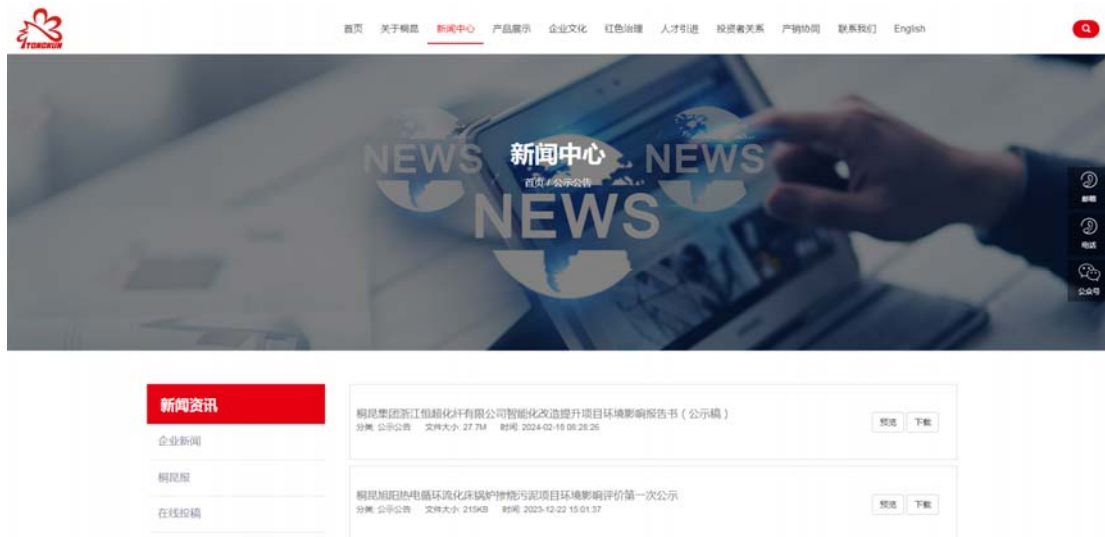 TONGKUN
首页 关于桐昆 新闻中心 产品展示 企业文化 红色治理 人才引进 投资者关系 产销协同 联系我们 English
NEWS NEWS
新闻中心
首页 / 公示公告
NEWS
邮箱
电话
公众号
新闻资讯
企业新闻
桐昆报
在线投稿
桐昆集团浙江恒超化纤有限公司智能化改造提升项目环境影响报告书（公示稿）
分类: 公示公告 文件大小: 27.7M 时间: 2024-02-18 08:28:26
预览 下载
桐昆旭阳热电循环流化床锅炉掺烧污泥项目环境影响评价第一次公示
分类: 公示公告 文件大小: 215KB 时间: 2023-12-22 15:01:37
预览 下载